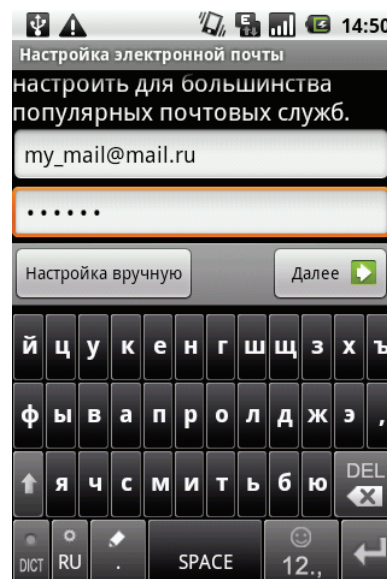 14:50
Настройка электронной почты
настроить для большинства
популярных почтовых служб.
my_mail@mail.ru
••••••
Настройка вручную
Далее
й ц у к е н г ш щ з х ъ
ф ы в а п р о л д ж э ,
я ч с м и т ь б ю DEL
DICT RU . SPACE 12.,